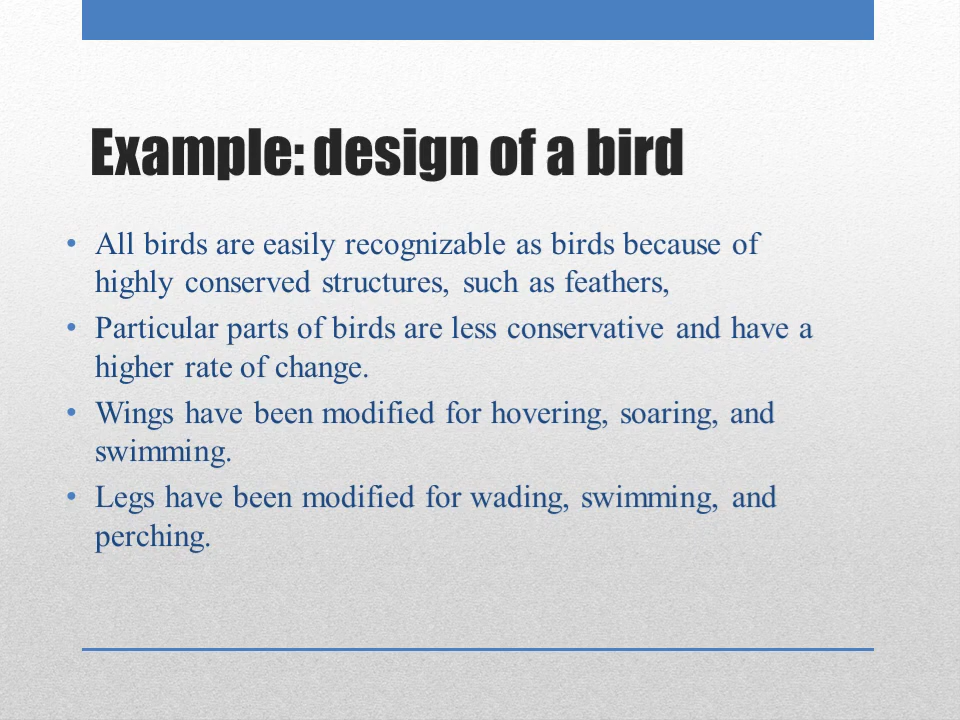 Example: design of a bird
• All birds are easily recognizable as birds because of
highly conserved structures, such as feathers,
• Particular parts of birds are less conservative and have a
higher rate of change.
• Wings have been modified for hovering, soaring, and
swimming.
• Legs have been modified for wading, swimming, and
perching.